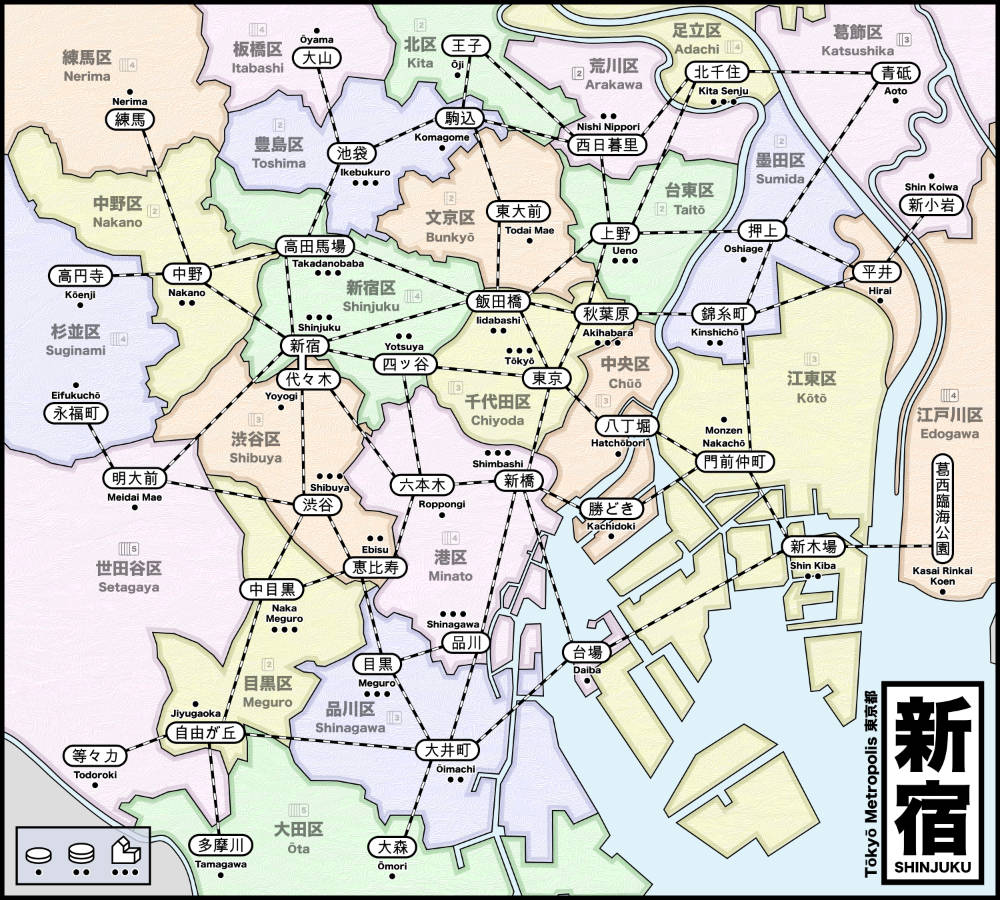 練馬区
Nerima
4
板橋区
Itabashi
4
Ōyama
大山
2
北区
Kita
王子
Ōji
2
荒川区
Arakawa
足立区
Adachi
4
葛飾区
Katsushika
3
北千住
Kita Senju
青砥
Aoto
Nerima
練馬
2
豊島区
Toshima
駒込
Komagome
池袋
Ikebukuro
Nishi Nippori
西日暮里
2
墨田区
Sumida
中野区
Nakano
2
2
文京区
Bunkyō
東大前
Todai Mae
台東区
2
Taitō
Shin Koiwa
新小岩
高田馬場
Takadanobaba
上野
Ueno
押上
Oshiage
高円寺
Kōenji
中野
Nakano
平井
Hirai
新宿区
Shinjuku
4
飯田橋
Iidabashi
秋葉原
Akihabara
錦糸町
Kinshichō
杉並区
Suginami
4
Shinjuku
新宿
Yotsuya
四ッ谷
Tōkyō
東京
中央区
Chūō
3
3
江東区
Kōtō
代々木
Yoyogi
Eifukuchō
永福町
3
千代田区
Chiyoda
4
江戸川区
Edogawa
3
渋谷区
Shibuya
八丁堀
Hatchōbori
Monzen
Nakachō
門前仲町
明大前
Meidai Mae
Shibuya
渋谷
六本木
Roppongi
Shimbashi
新橋
勝どき
Kachidoki
葛西臨海公園
Kasai Rinkai
Koen
5
世田谷区
Setagaya
Ebisu
恵比寿
4
港区
Minato
新木場
Shin Kiba
中目黒
Naka
Meguro
Shinagawa
品川
目黒
Meguro
台場
Daiba
2
目黒区
Meguro
品川区
Shinagawa
3
Jiyugaoka
自由が丘
等々力
Todoroki
大井町
Ōimachi
5
大田区
Ōta
多摩川
Tamagawa
大森
Ōmori
Tōkyō Metropolis 東京都
新宿
SHINJUKU